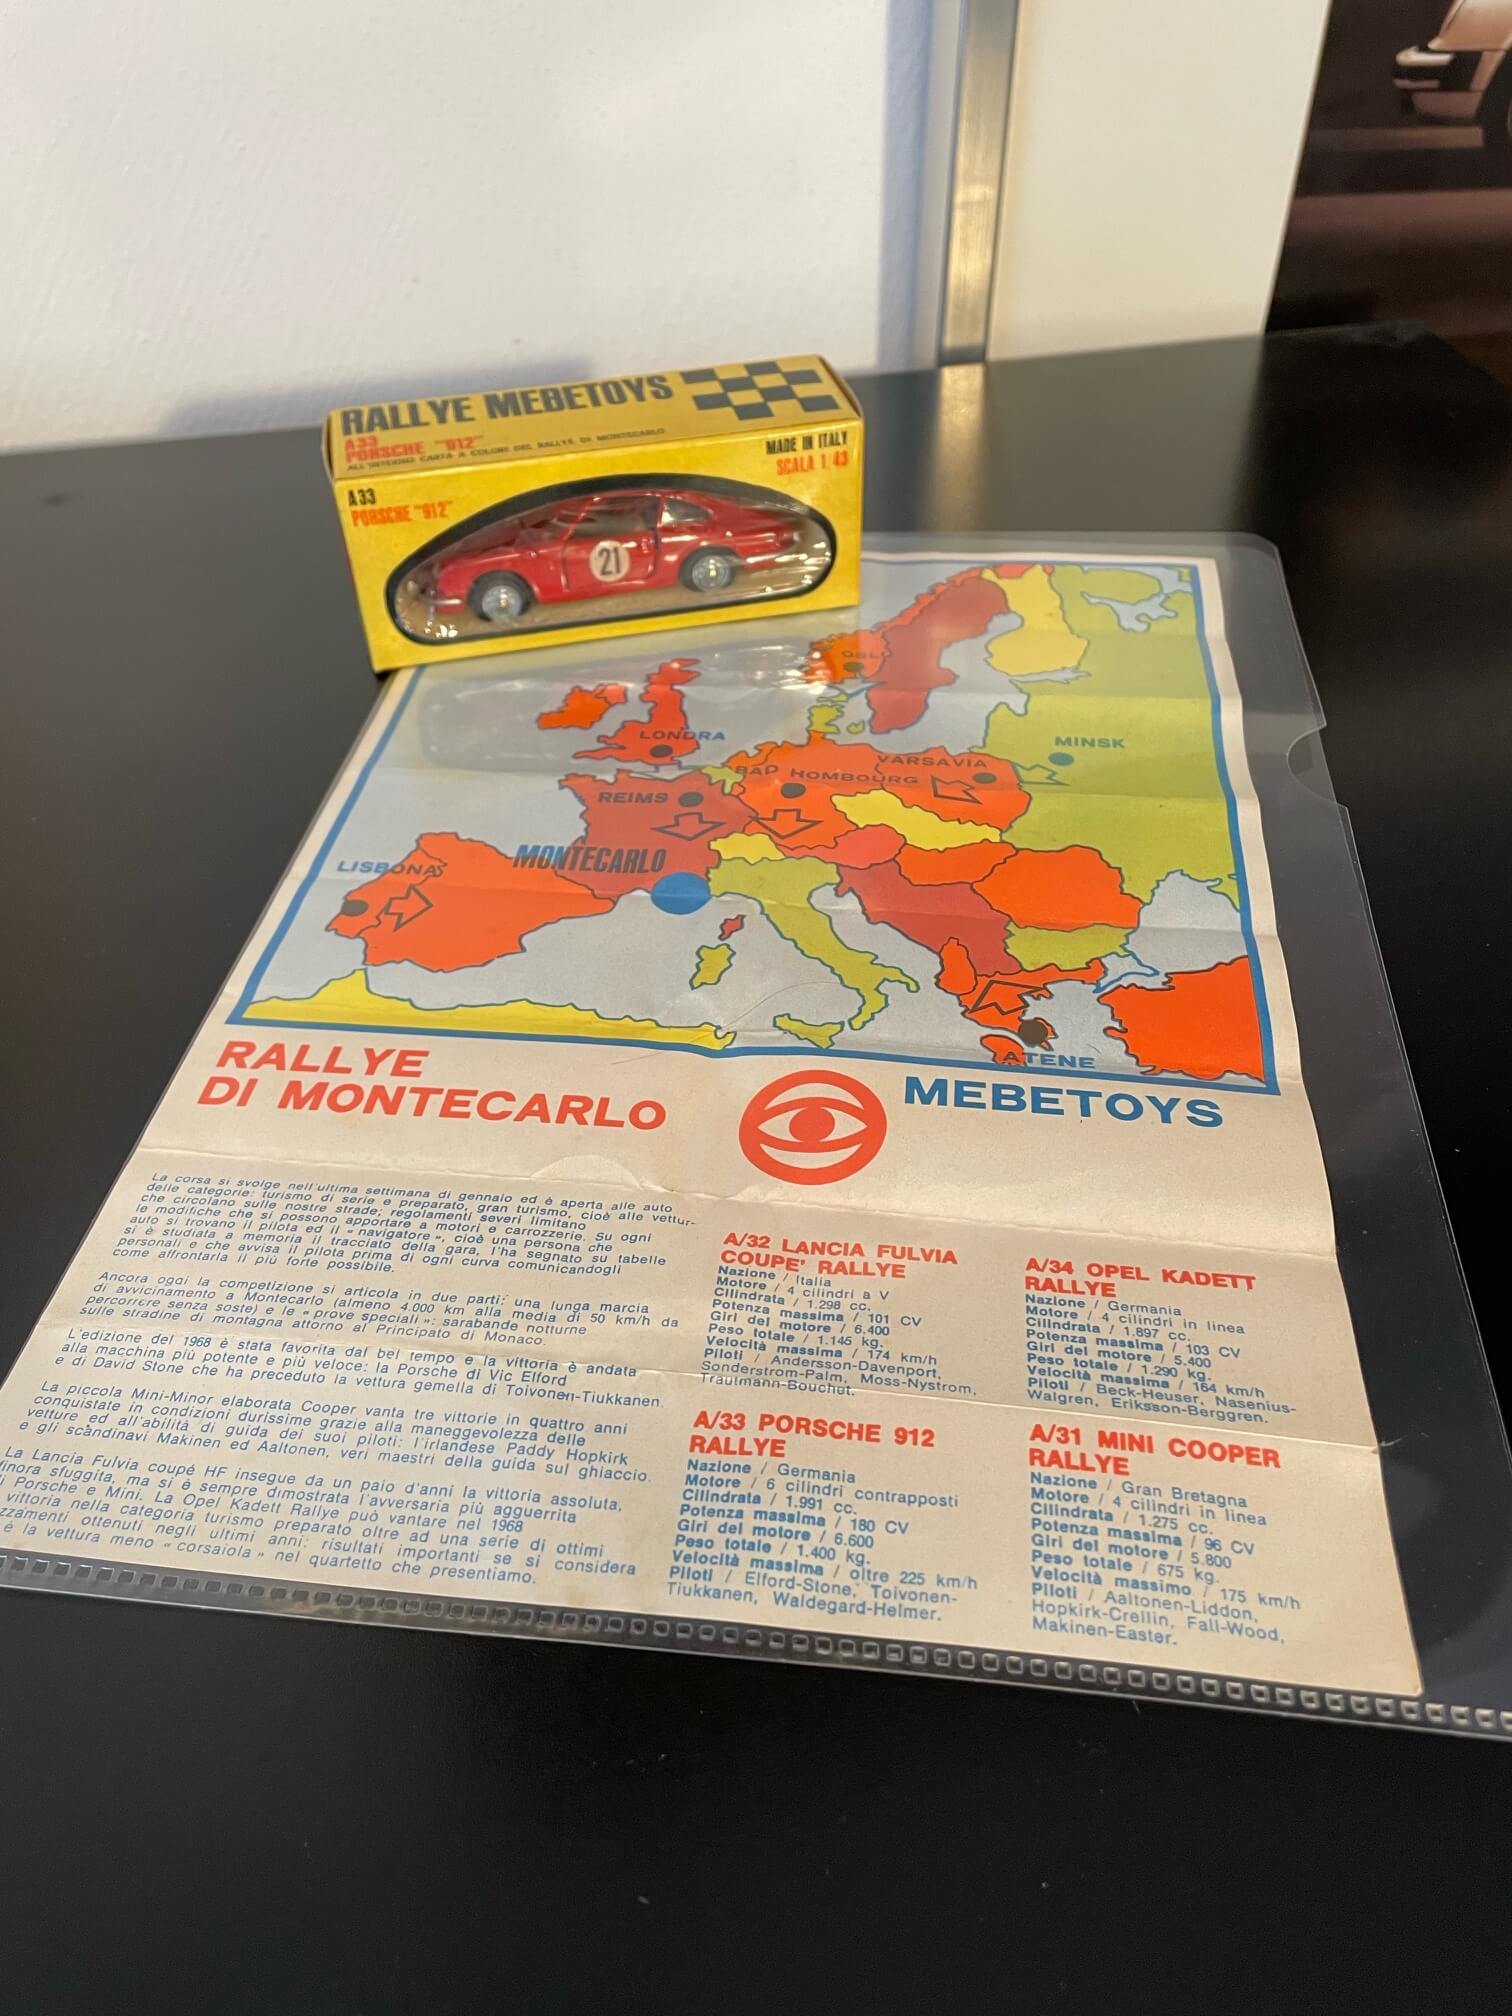 RALLYE MEBETOYS
A33
PORSCHE "912"
ALL'INTERNO CARTA A COLORI DEL RALLYE DI MONTECARLO
MADE IN ITALY
SCALA 1/43
A33
PORSCHE "912"
21
OSLO
LONDRA
MINSK
VARSAVIA
BAD HOMBOURG
REIMS
MONTECARLO
LISBONA
ATENE
RALLYE
DI MONTECARLO
MEBETOYS
La corsa si svolge nell'ultima settimana di gennaio ed è aperta alle auto
delle categorie: turismo di serie e preparato, gran turismo, cioè alle vettur-
che circolano sulle nostre strade; regolamenti severi limitano
le modifiche che si possono apportare a motori e carrozzerie. Su ogni
auto si trovano il pilota ed il « navigatore », cioè una persona che
si è studiata a memoria il tracciato della gara, l'ha segnato su tabelle
personali e che avvisa il pilota prima di ogni curva comunicandogli
come affrontarla il più forte possibile.
Ancora oggi la competizione si articola in due parti: una lunga marcia
di avvicinamento a Montecarlo (almeno 4.000 km alla media di 50 km/h da
percorrere senza soste) e le « prove speciali »: sarabande notturne
sulle stradine di montagna attorno al Principato di Monaco.
L'edizione del 1968 è stata favorita dal bel tempo e la vittoria è andata
alla macchina più potente e più veloce: la Porsche di Vic Elford
e di David Stone che ha preceduto la vettura gemella di Toivonen-Tiukkanen.
La piccola Mini-Minor elaborata Cooper vanta tre vittorie in quattro anni
conquistate in condizioni durissime grazie alla maneggevolezza delle
vetture ed all'abilità di guida dei suoi piloti: l'irlandese Paddy Hopkirk
e gli scandinavi Makinen ed Aaltonen, veri maestri della guida sul ghiaccio.
La Lancia Fulvia coupé HF insegue da un paio d'anni la vittoria assoluta,
finora sfuggita, ma si è sempre dimostrata l'avversaria più agguerrita
Porsche e Mini. La Opel Kadett Rallye può vantare nel 1968
vittoria nella categoria turismo preparato oltre ad una serie di ottimi
zzamenti ottenuti negli ultimi anni: risultati importanti se si considera
è la vettura meno « corsaiola » nel quartetto che presentiamo.
A/32 LANCIA FULVIA
COUPE' RALLYE
Nazione / Italia
Motore / 4 cilindri a V
Cilindrata / 1.298 cc.
Potenza massima / 101 CV
Giri del motore / 6.400
Peso totale / 1.145 kg.
Velocità massima / 174 km/h
Piloti / Andersson-Davenport,
Sonderstrom-Palm, Moss-Nystrom,
Trautmann-Bouchet.
A/33 PORSCHE 912
RALLYE
Nazione / Germania
Motore / 6 cilindri contrapposti
Cilindrata / 1.991 cc.
Potenza massima / 180 CV
Giri del motore / 6.600
Peso totale / 1.400 kg.
Velocità massima / oltre 225 km/h
Piloti / Elford-Stone, Toivonen-
Tiukkanen, Waldegard-Helmer.
A/34 OPEL KADETT
RALLYE
Nazione / Germania
Motore / 4 cilindri in linea
Cilindrata / 1.897 cc.
Potenza massima / 103 CV
Giri del motore / 5.400
Peso totale / 1.290 kg.
Velocità massima / 164 km/h
Piloti / Beck-Heuser, Nasenius-
Walgren, Eriksson-Berggren.
A/31 MINI COOPER
RALLYE
Nazione / Gran Bretagna
Motore / 4 cilindri in linea
Cilindrata / 1.275 cc.
Potenza massima / 96 CV
Giri del motore / 5.800
Peso totale / 675 kg.
Velocità massimo / 175 km/h
Piloti / Aaltonen-Liddon,
Hopkirk-Crellin, Fall-Wood,
Makinen-Easter.